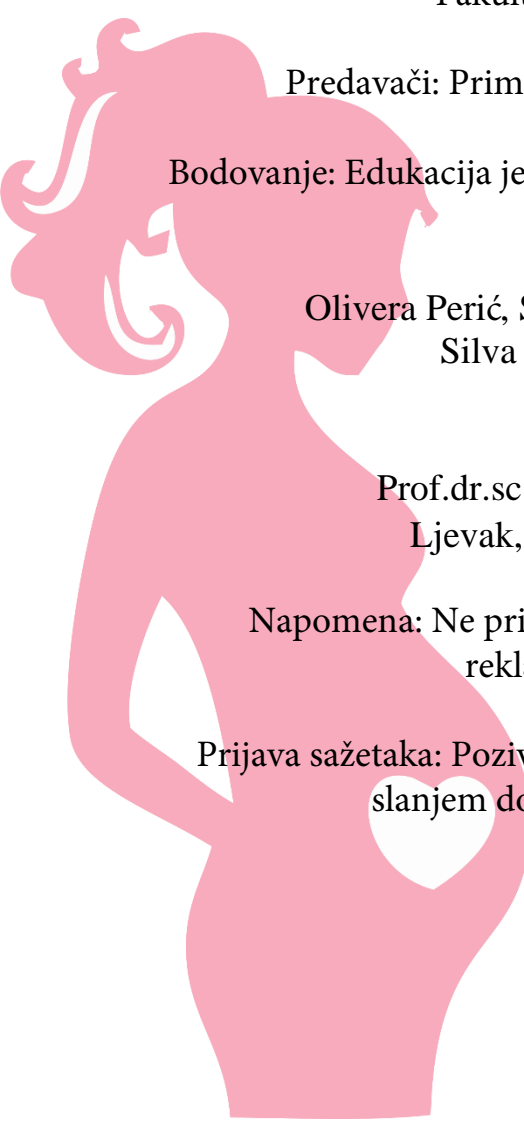 Predavači: Prim
Bodovanje: Edukacija je
Olivera Perić, S
Silva
Prof.dr.sc
Ljevak,
Napomena: Ne pri
rekl
Prijava sažetaka: Poziv
slanjem do